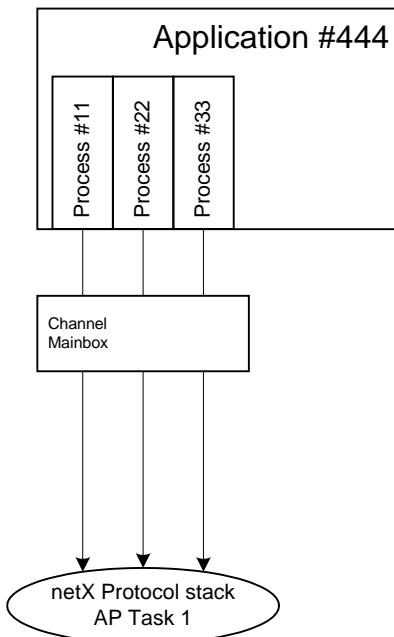 Application #444
Process #11
Process #22
Process #33
Channel
Mainbox
netX Protocol stack
AP Task 1